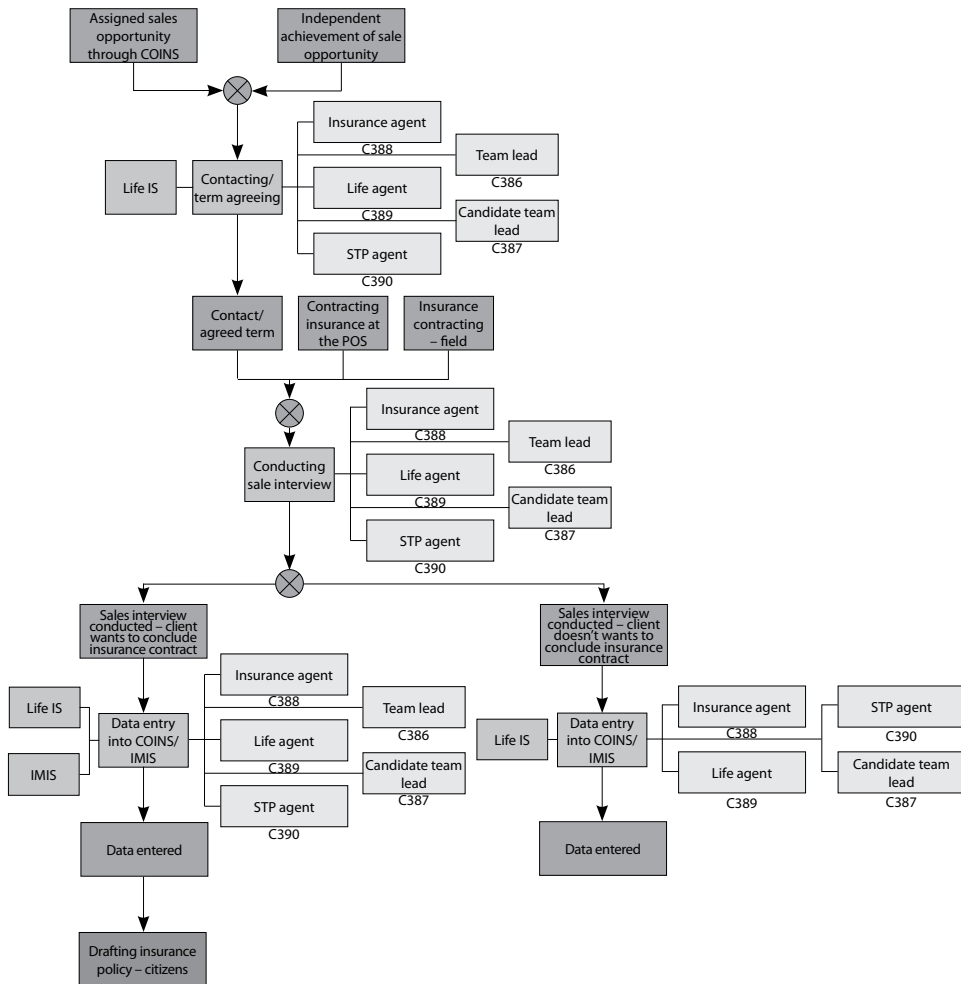 Assigned sales
opportunity
through COINS
Independent
achievement of sale
opportunity
Insurance agent
C388
Team lead
C386
Life IS
Contacting/
term agreeing
Life agent
C389
Candidate team
lead
C387
STP agent
C390
Contact/
agreed term
Contracting
insurance at
the POS
Insurance
contracting
– field
Insurance agent
C388
Team lead
C386
Conducting
sale interview
Life agent
C389
Candidate team
lead
C387
STP agent
C390
Sales interview
conducted – client
wants to conclude
insurance contract
Sales interview
conducted – client
doesn't wants to
conclude insurance
contract
Insurance agent
C388
Team lead
C386
Life IS
IMIS
Data entry
into COINS/
IMIS
Life agent
C389
Candidate team
lead
C387
STP agent
C390
Life IS
Data entry
into COINS/
IMIS
Insurance agent
C388
STP agent
C390
Life agent
C389
Candidate team
lead
C387
Data entered
Data entered
Drafting insurance
policy – citizens